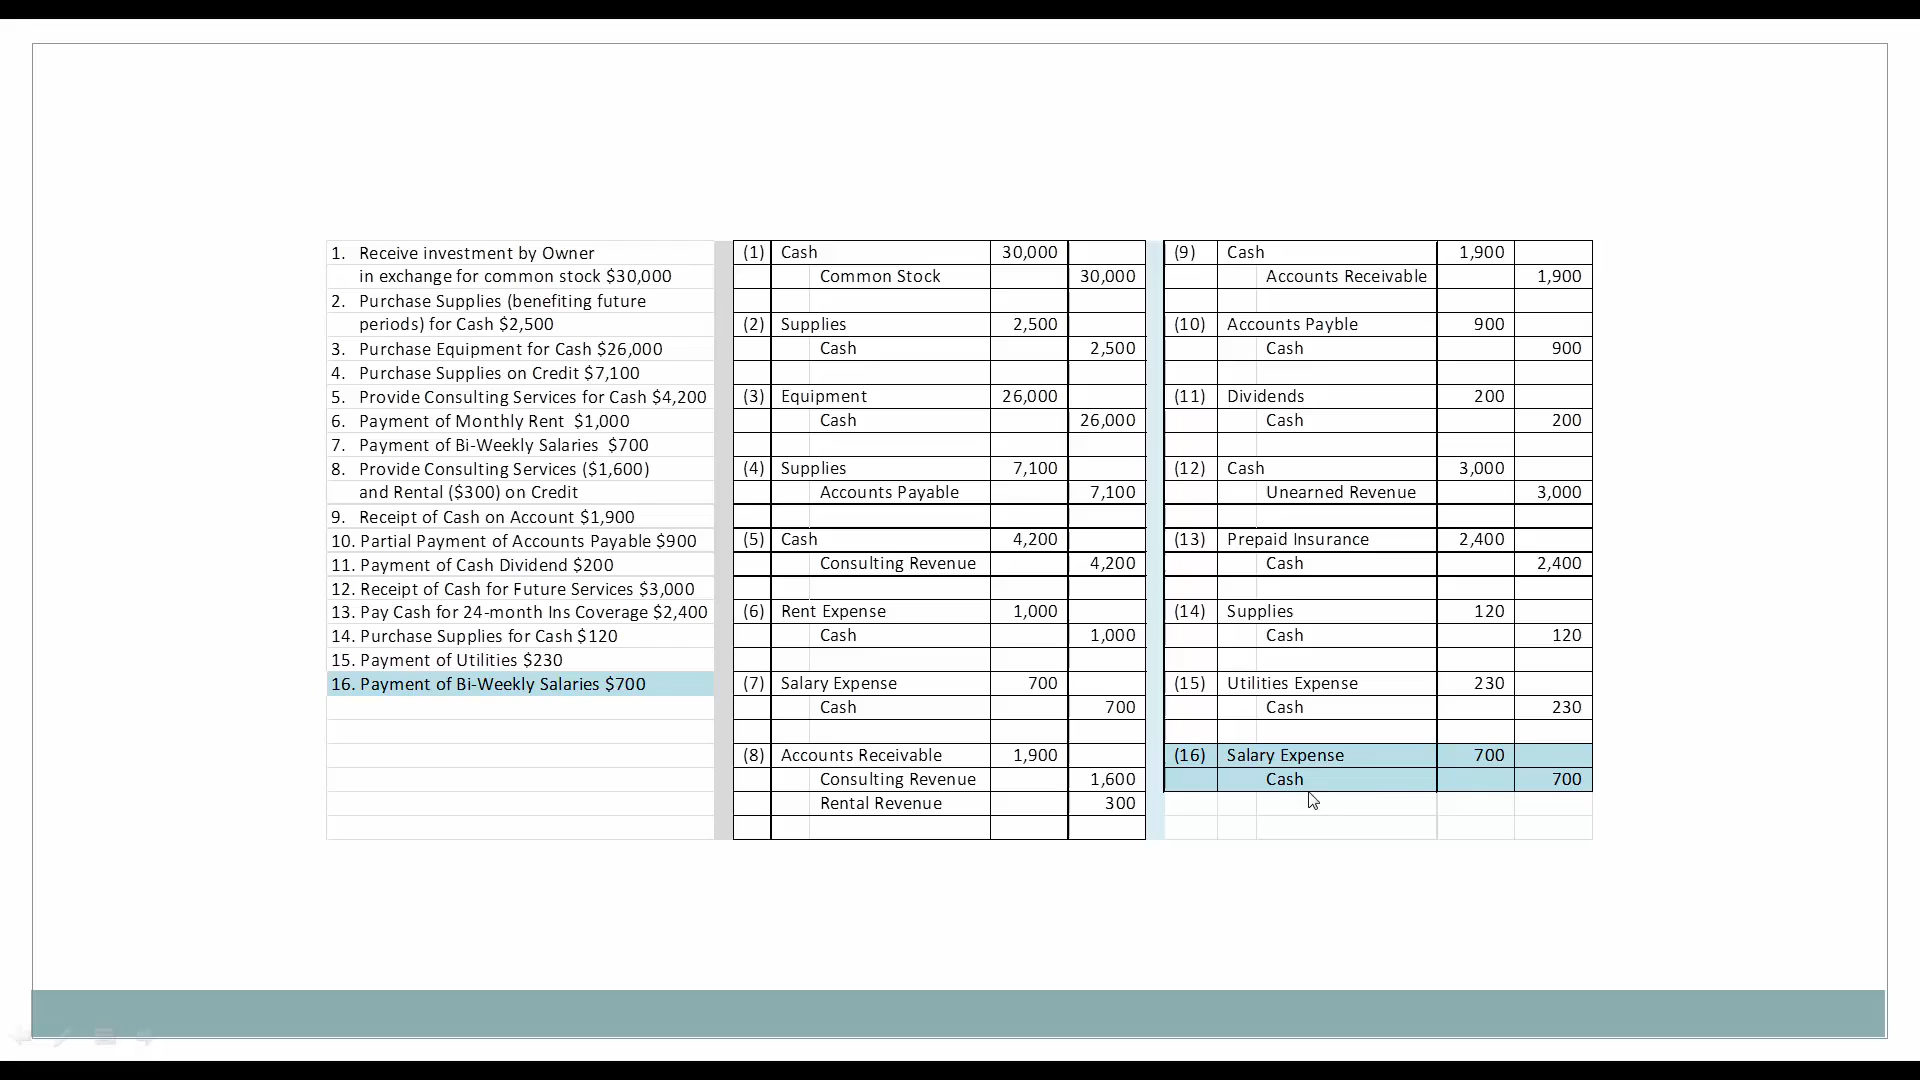 1. Receive investment by Owner
in exchange for common stock $30,000
2. Purchase Supplies (benefiting future
periods) for Cash $2,500
3. Purchase Equipment for Cash $26,000
4. Purchase Supplies on Credit $7,100
5. Provide Consulting Services for Cash $4,200
6. Payment of Monthly Rent $1,000
7. Payment of Bi-Weekly Salaries $700
8. Provide Consulting Services ($1,600)
and Rental ($300) on Credit
9. Receipt of Cash on Account $1,900
10. Partial Payment of Accounts Payable $900
11. Payment of Cash Dividend $200
12. Receipt of Cash for Future Services $3,000
13. Pay Cash for 24-month Ins Coverage $2,400
14. Purchase Supplies for Cash $120
15. Payment of Utilities $230
16. Payment of Bi-Weekly Salaries $700
(1) Cash 30,000
Common Stock 30,000
(2) Supplies 2,500
Cash 2,500
(3) Equipment 26,000
Cash 26,000
(4) Supplies 7,100
Accounts Payable 7,100
(5) Cash 4,200
Consulting Revenue 4,200
(6) Rent Expense 1,000
Cash 1,000
(7) Salary Expense 700
Cash 700
(8) Accounts Receivable 1,900
Consulting Revenue 1,600
Rental Revenue 300
(9) Cash 1,900
Accounts Receivable 1,900
(10) Accounts Payble 900
Cash 900
(11) Dividends 200
Cash 200
(12) Cash 3,000
Unearned Revenue 3,000
(13) Prepaid Insurance 2,400
Cash 2,400
(14) Supplies 120
Cash 120
(15) Utilities Expense 230
Cash 230
(16) Salary Expense 700
Cash 700